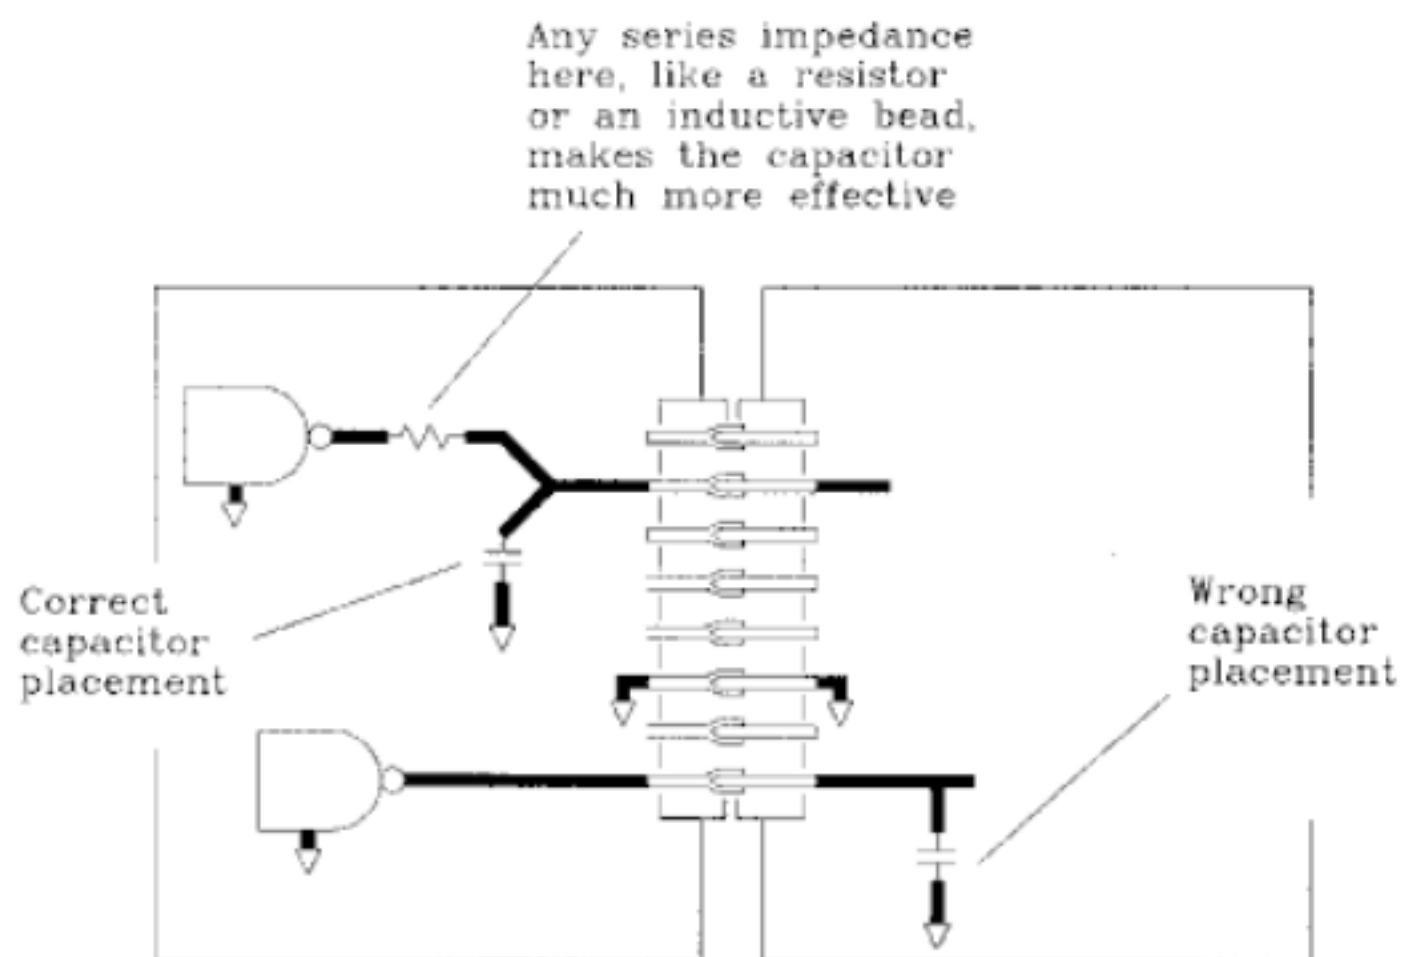 Any series impedance
here, like a resistor
or an inductive bead,
makes the capacitor
much more effective
Correct
capacitor
placement
Wrong
capacitor
placement